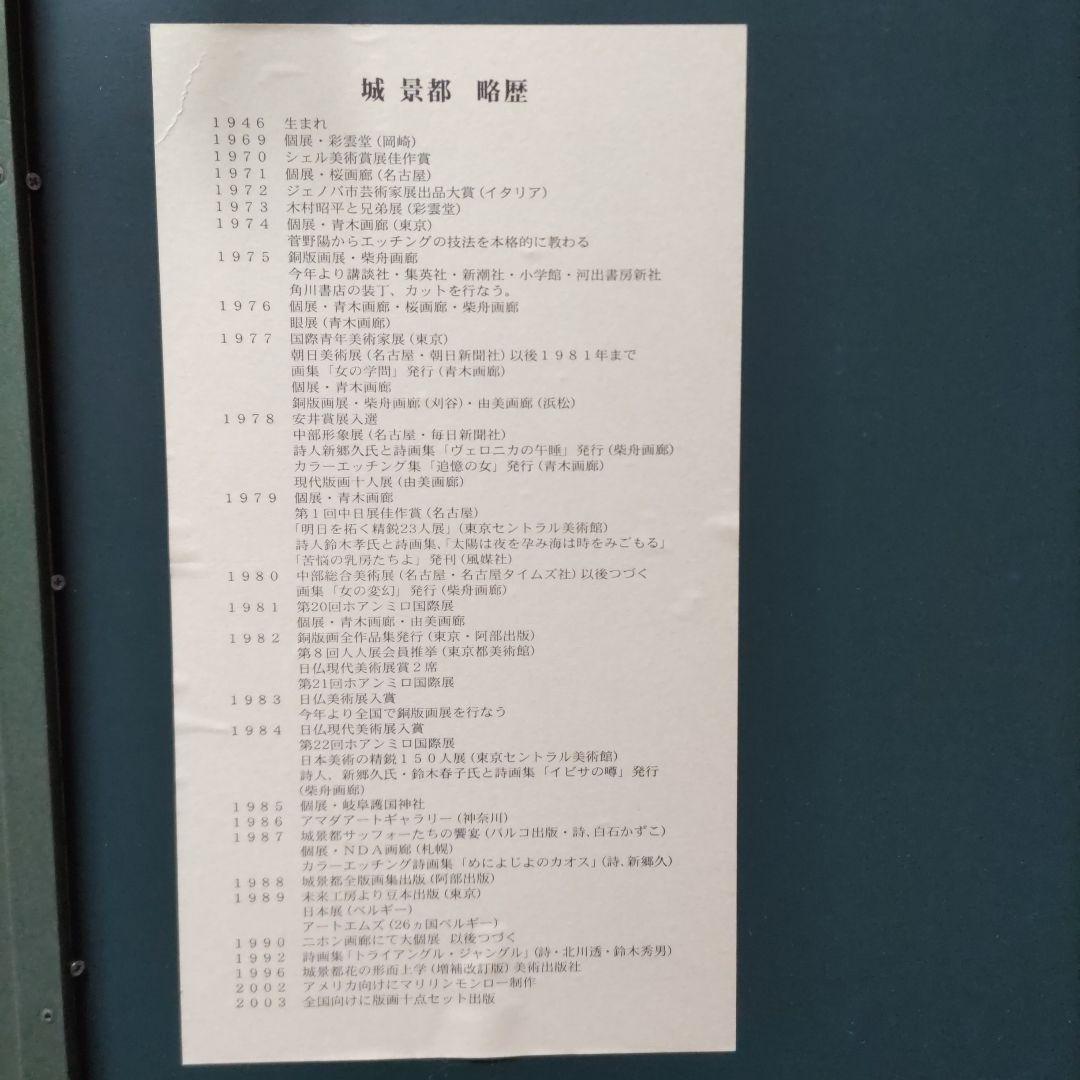 城 景都 略歴
１９４６ 生まれ
１９６９ 個展・彩雲堂(岡崎)
１９７０ シェル美術賞展佳作賞
１９７１ 個展・桜画廊(名古屋)
１９７２ ジェノバ市芸術家展出品大賞(イタリア)
１９７３ 木村昭平と兄弟展(彩雲堂)
１９７４ 個展・青木画廊(東京)
菅野陽からエッチングの技法を本格的に教わる
１９７５ 銅版画展・柴舟画廊
今年より講談社・集英社・新潮社・小学館・河出書房新社
角川書店の装丁、カットを行なう。
１９７６ 個展・青木画廊・桜画廊・柴舟画廊
眼展(青木画廊)
１９７７ 国際青年美術家展(東京)
朝日美術展(名古屋・朝日新聞社)以後１９８１年まで
画集「女の学問」発行(青木画廊)
個展・青木画廊
銅版画展・柴舟画廊(刈谷)・由美画廊(浜松)
１９７８ 安井賞展入選
中部形象展(名古屋・毎日新聞社)
詩人新郷久氏と詩画集「ヴェロニカの午睡」発行(柴舟画廊)
カラーエッチング集「追憶の女」発行(青木画廊)
現代版画十人展(由美画廊)
１９７９ 個展・青木画廊
第１回中日展佳作賞(名古屋)
「明日を拓く精鋭23人展」(東京セントラル美術館)
詩人鈴木孝氏と詩画集、「太陽は夜を孕み海は時をみごもる」
「苦悩の乳房たちよ」発刊(風媒社)
１９８０ 中部総合美術展(名古屋・名古屋タイムズ社)以後つづく
画集「女の変幻」発行(柴舟画廊)
１９８１ 第20回ホアンミロ国際展
個展・青木画廊・由美画廊
１９８２ 銅版画全作品集発行(東京・阿部出版)
第８回人人展会員推挙(東京都美術館)
日仏現代美術展賞２席
第21回ホアンミロ国際展
１９８３ 日仏美術展入賞
今年より全国で銅版画展を行なう
１９８４ 日仏現代美術展入賞
第22回ホアンミロ国際展
日本美術の精鋭１５０人展(東京セントラル美術館)
詩人、新郷久氏・鈴木春子氏と詩画集「イビサの噂」発行
(柴舟画廊)
１９８５ 個展・岐阜護国神社
１９８６ アマダアートギャラリー(神奈川)
１９８７ 城景都サッフォーたちの饗宴(パルコ出版・詩、白石かずこ)
個展・ＮＤＡ画廊(札幌)
カラーエッチング詩画集「めによじよのカオス」(詩、新郷久)
１９８８ 城景都全版画集出版(阿部出版)
１９８９ 未来工房より豆本出版(東京)
日本展(ベルギー)
アートエムズ(26ヵ国ベルギー)
１９９０ ニホン画廊にて大個展 以後つづく
１９９２ 詩画集「トライアングル・ジャングル」(詩・北川透・鈴木秀男)
１９９６ 城景都花の形而上学(増補改訂版)美術出版社
２００２ アメリカ向けにマリリンモンロー制作
２００３ 全国向けに版画十点セット出版